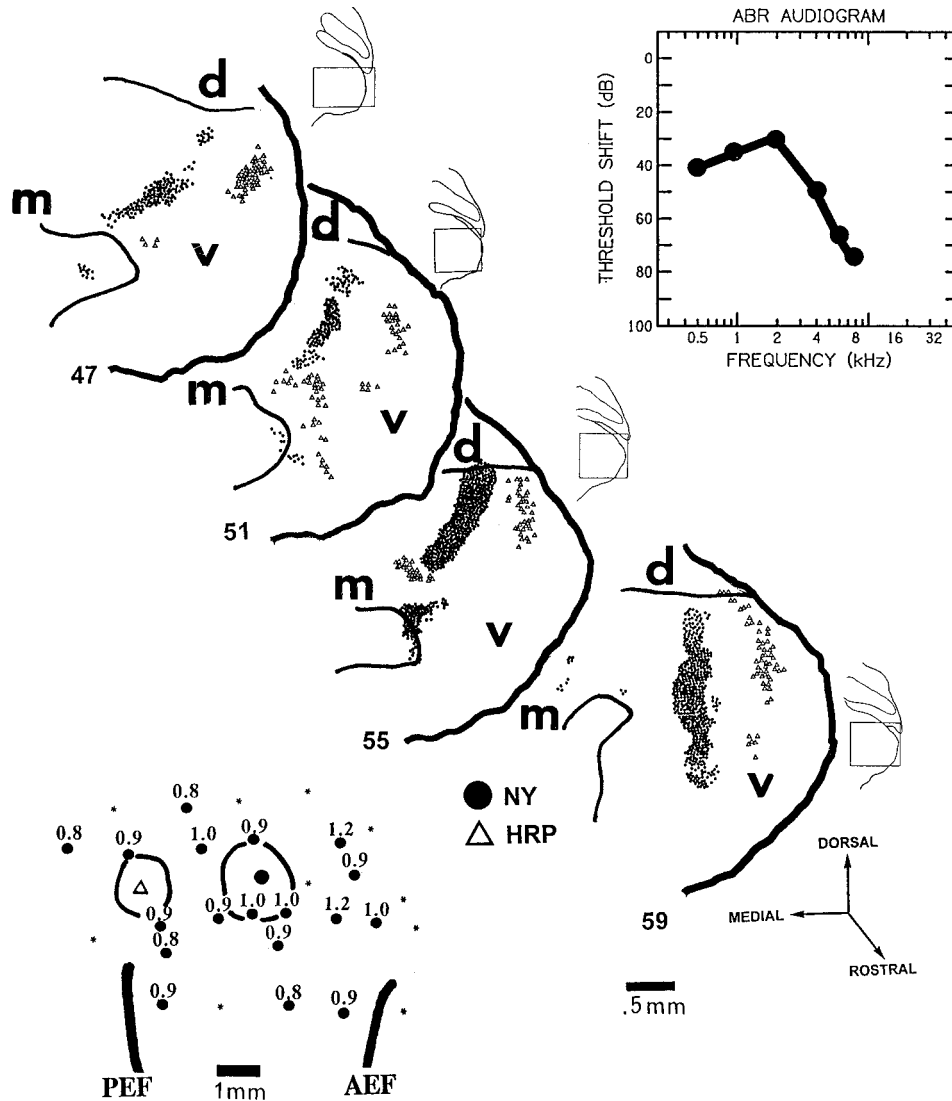 ABR AUDIOGRAM
0
20
40
60
80
100
THRESHOLD SHIFT (dB)
0.5 1 2 4 8 16 32
FREQUENCY (kHz)
d
m
v
47
d
m
v
51
d
m
v
55
d
m
v
59
NY
HRP
DORSAL
MEDIAL
ROSTRAL
.5mm
0.8
0.8 0.9 1.0 0.9 1.2
0.9
0.9 0.9 1.0 1.0 1.2 1.0
0.8 0.9
0.9 0.8 0.9
PEF 1mm AEF